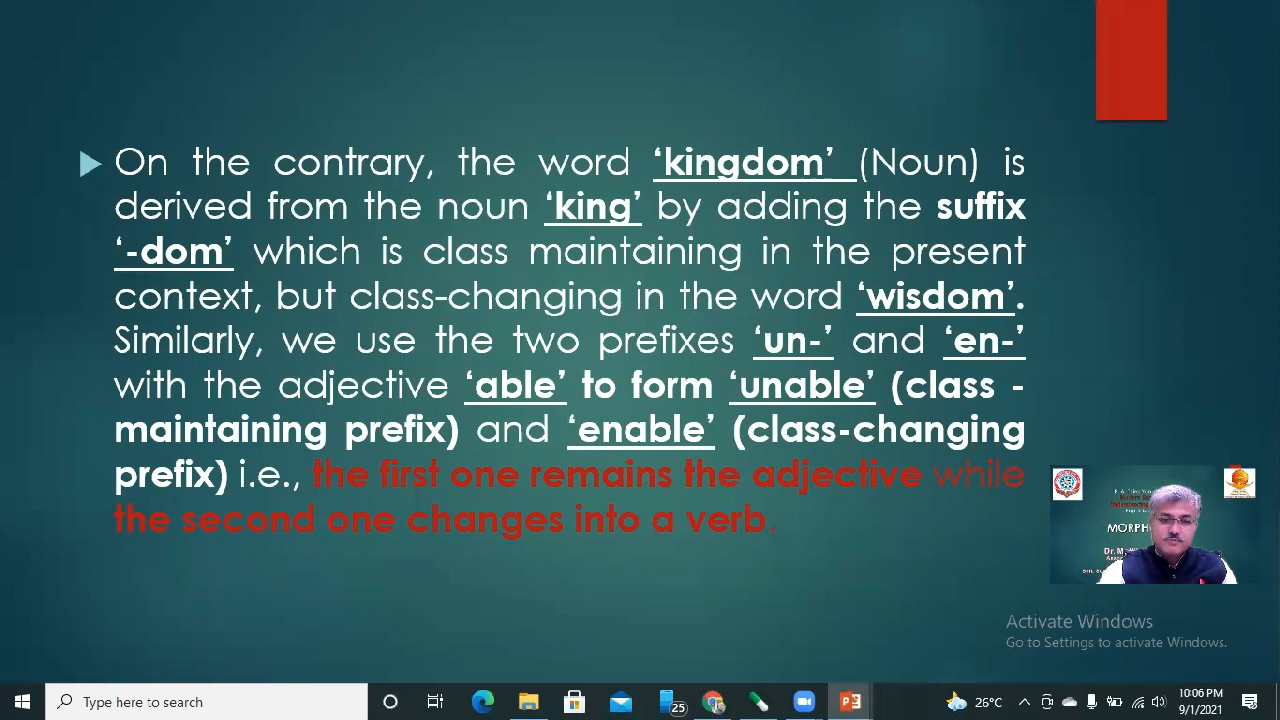 On the contrary, the word ‘kingdom’ (Noun) is
derived from the noun ‘king’ by adding the suffix
‘-dom’ which is class maintaining in the present
context, but class-changing in the word ‘wisdom’.
Similarly, we use the two prefixes ‘un-’ and ‘en-’
with the adjective ‘able’ to form ‘unable’ (class -
maintaining prefix) and ‘enable’ (class-changing
prefix) i.e., the first one remains the adjective while
the second one changes into a verb.
MORPH
Dr. M.
Activate Windows
Go to Settings to activate Windows.
Type here to search
25
26°C
10:06 PM
9/1/2021